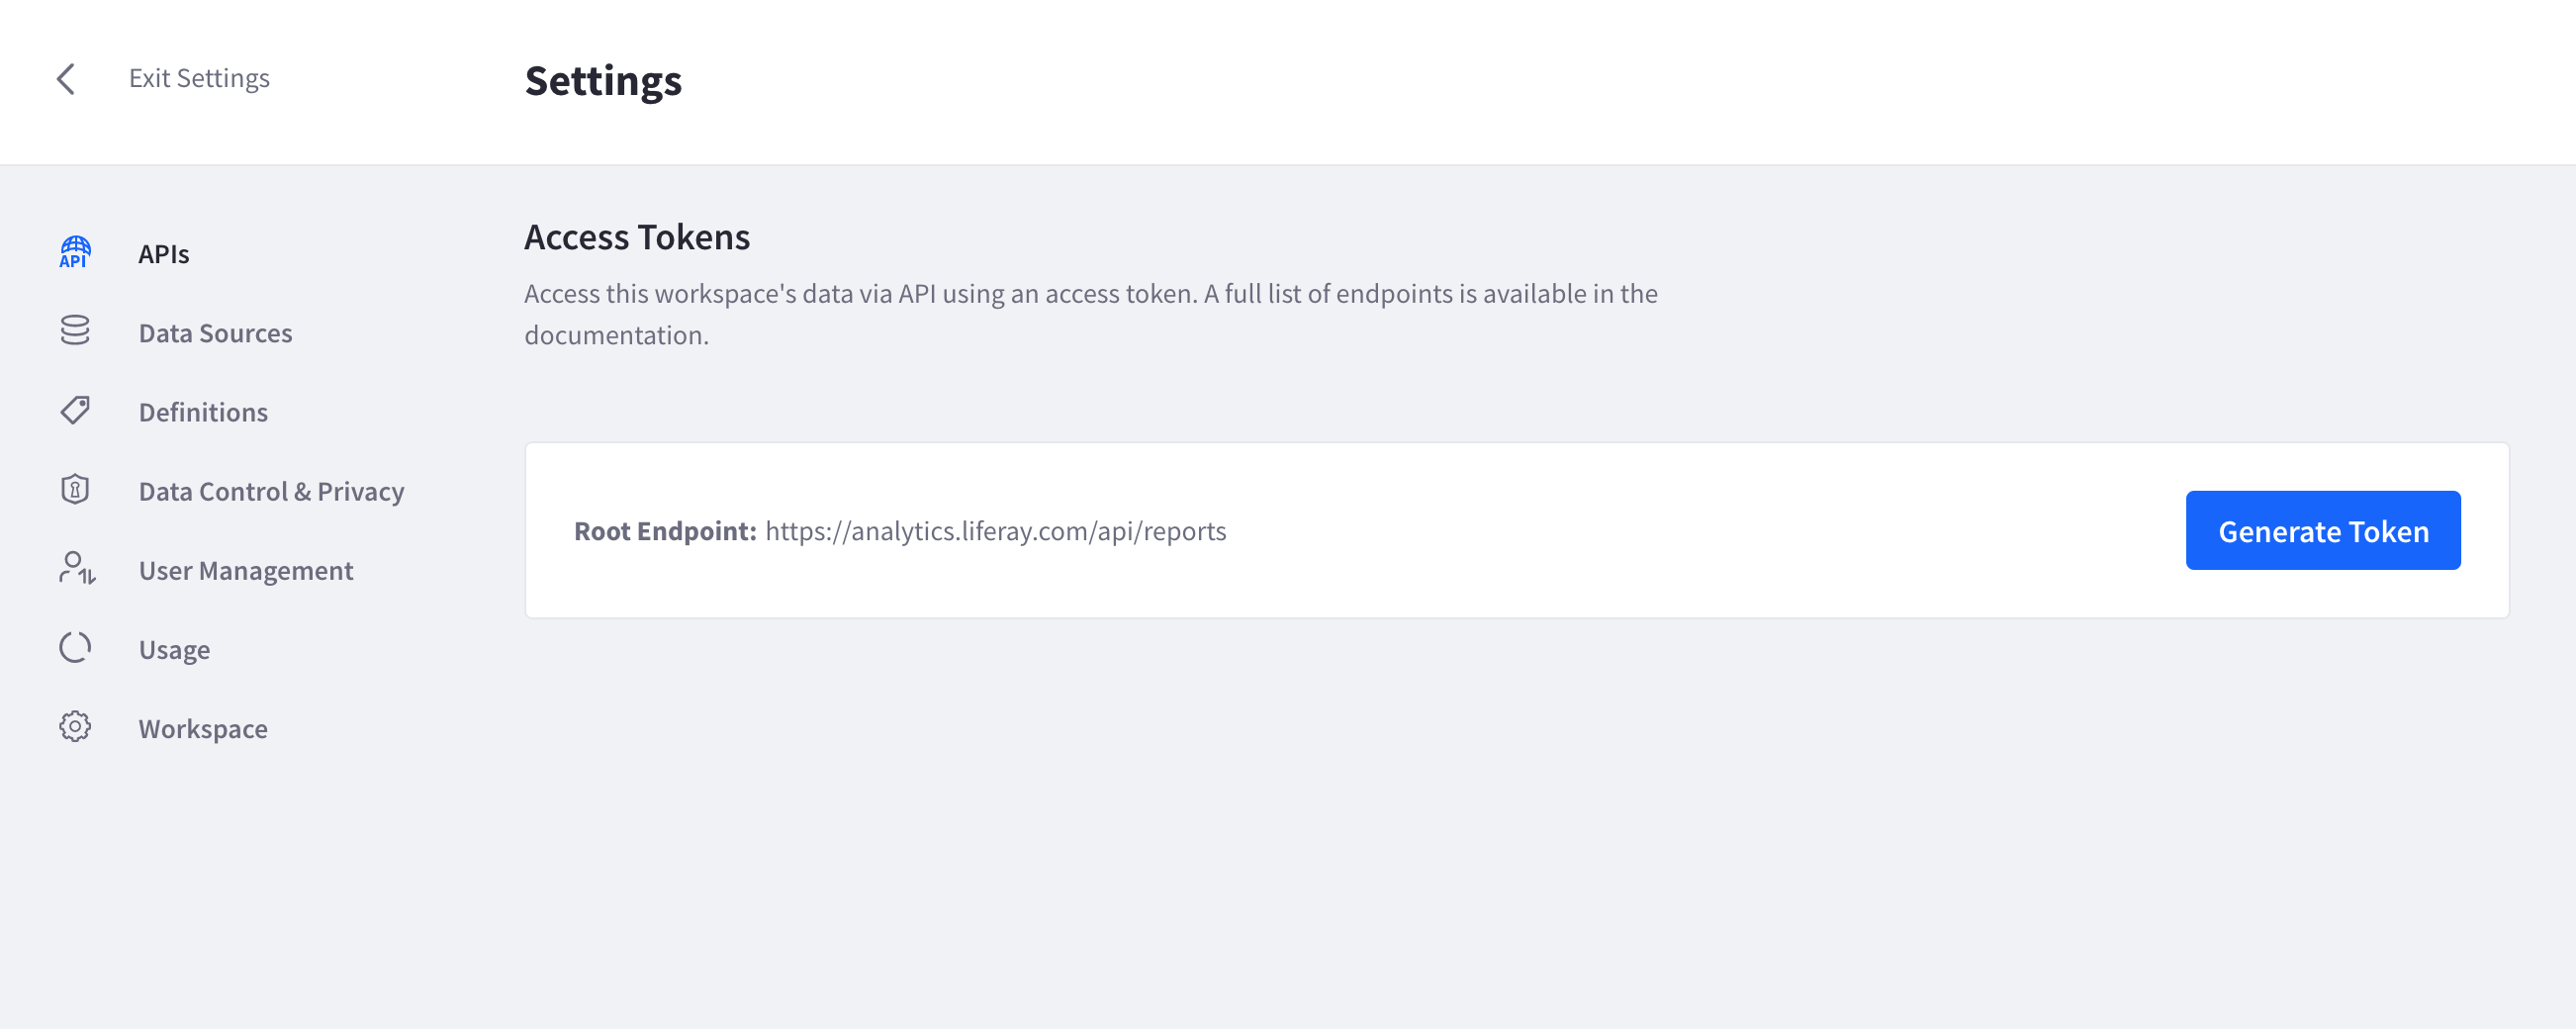 Exit Settings
Settings
API
APIs
Data Sources
Definitions
Data Control & Privacy
User Management
Usage
Workspace
Access Tokens
Access this workspace's data via API using an access token. A full list of endpoints is available in the
documentation.
Root Endpoint: https://analytics.liferay.com/api/reports
Generate Token